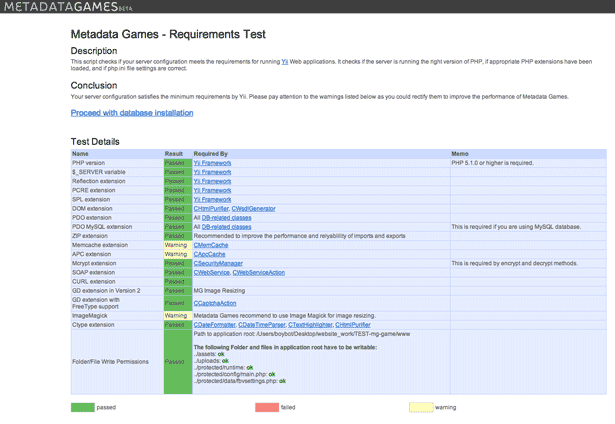 METADATAGAMES BETA
Metadata Games - Requirements Test
Description
This script checks if your server configuration meets the requirements for running Yii Web applications. It checks if the server is running the right version of PHP, if appropriate PHP extensions have been
loaded, and if php.ini file settings are correct.
Conclusion
Your server configuration satisfies the minimum requirements by Yii. Please pay attention to the warnings listed below as you could rectify them to improve the performance of Metadata Games.
Proceed with database installation
Test Details
Name Result Required By Memo
PHP version Passed Yii Framework PHP 5.1.0 or higher is required.
$_SERVER variable Passed Yii Framework
Reflection extension Passed Yii Framework
PCRE extension Passed Yii Framework
SPL extension Passed Yii Framework
DOM extension Passed CHtmlPurifier, CWsdlGenerator
PDO extension Passed All DB-related classes
PDO MySQL extension Passed All DB-related classes This is required if you are using MySQL database.
ZIP extension Passed Recommended to improve the performance and relyablility of imports and exports
Memcache extension Warning CMemCache
APC extension Warning CApcCache
Mcrypt extension Passed CSecurityManager This is required by encrypt and decrypt methods.
SOAP extension Passed CWebService, CWebServiceAction
CURL extension Passed
GD extension in Version 2 Passed MG Image Resizing
GD extension with
FreeType support Passed CCaptchaAction
ImageMagick Warning Metadata Games recommend to use Image Magick for image resizing.
Ctype extension Passed CDateFormatter, CDateTimeParser, CTextHighlighter, CHtmlPurifier
Folder/File Write Permissions Passed Path to application root: /Users/boybot/Desktop/website_work/TEST-mg-game/www
The following Folder and files in application root have to be writable:
../assets: ok
../uploads: ok
../protected/runtime: ok
../protected/config/main.php: ok
../protected/data/fbvsettings.php: ok
passed failed warning